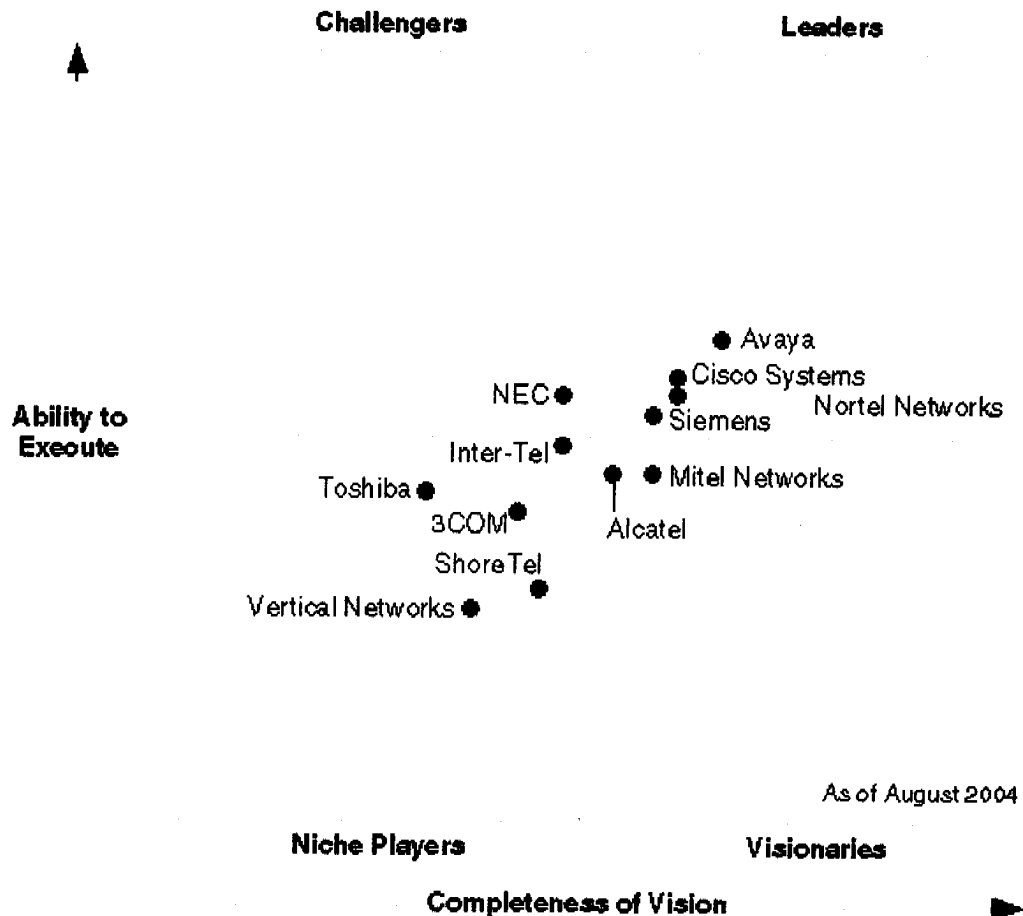 Challengers
Leaders
Avaya
Cisco Systems
NEC
Nortel Networks
Ability to
Execute
Siemens
Inter-Tel
Toshiba
Mitel Networks
3COM
Alcatel
ShoreTel
Vertical Networks
As of August 2004
Niche Players
Visionaries
Completeness of Vision